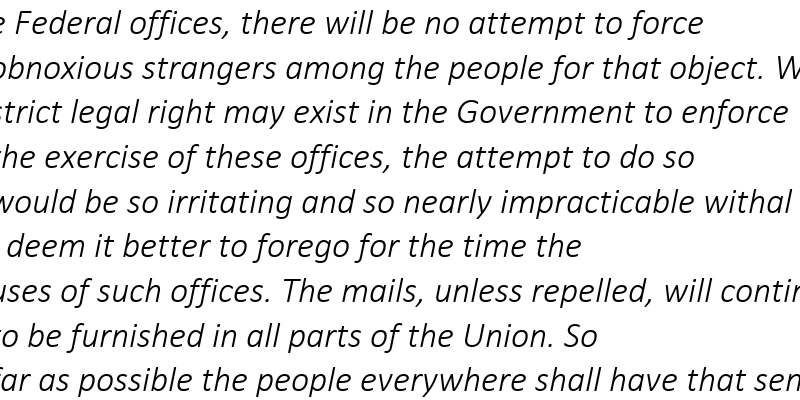 Federal offices, there will be no attempt to force
obnoxious strangers among the people for that object.
strict legal right may exist in the Government to enforce
the exercise of these offices, the attempt to do so
would be so irritating and so nearly impracticable withal
deem it better to forego for the time the
uses of such offices. The mails, unless repelled, will
to be furnished in all parts of the Union. So
far as possible the people everywhere shall have that